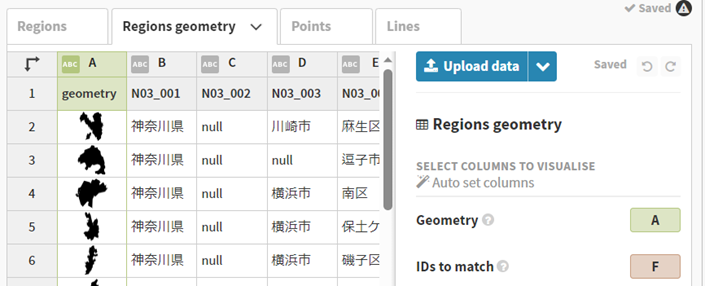 Saved
Regions Regions geometry Points Lines
ABC A ABC B ABC C ABC D ABC E
1 geometry N03_001 N03_002 N03_003
2 神奈川県 null 川崎市 麻生区
3 神奈川県 null null 逗子市
4 神奈川県 null 横浜市 南区
5 神奈川県 null 横浜市 保土ケ
6 神奈川県 null 横浜市 磯子区
Upload data Saved
Regions geometry
SELECT COLUMNS TO VISUALISE
Auto set columns
Geometry ? A
IDs to match ? F